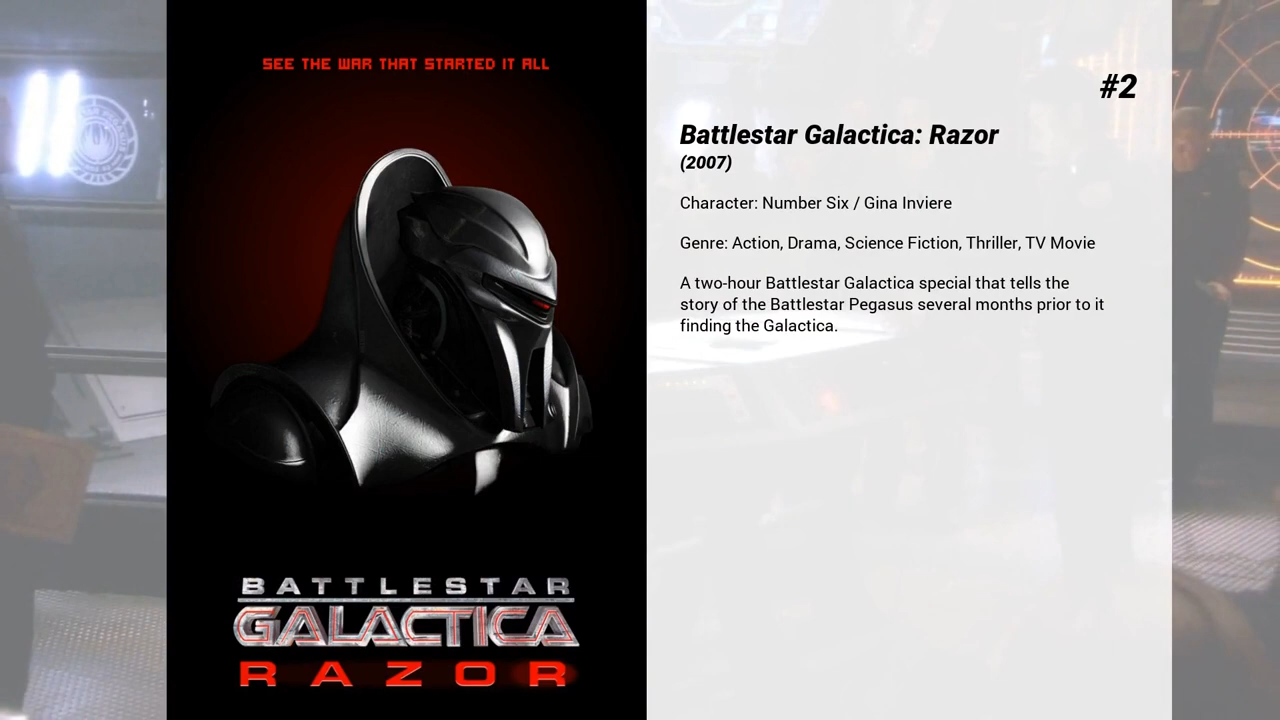 SEE THE WAR THAT STARTED IT ALL
BATTLESTAR
GALACTICA
RAZOR
#2
Battlestar Galactica: Razor
(2007)
Character: Number Six / Gina Inviere
Genre: Action, Drama, Science Fiction, Thriller, TV Movie
A two-hour Battlestar Galactica special that tells the
story of the Battlestar Pegasus several months prior to it
finding the Galactica.